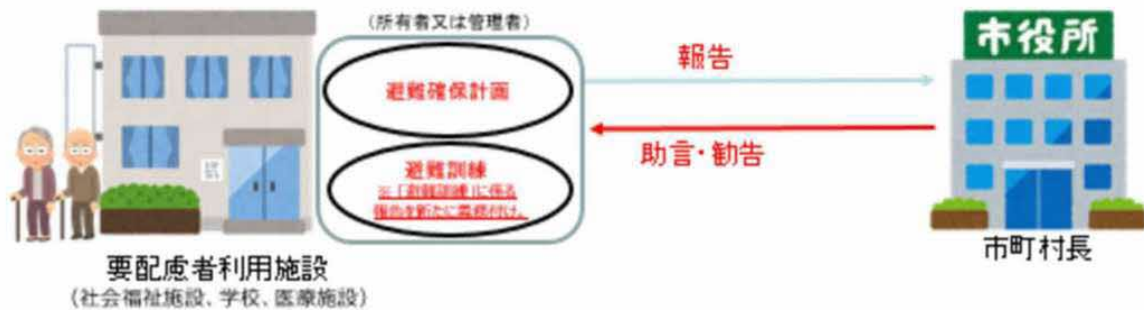 (所有者又は管理者)
避難確保計画
避難訓練
※「避難訓練」に係る
報告を新たに義務付け。
報告
助言・勧告
市役所
市町村長
要配慮者利用施設
(社会福祉施設、学校、医療施設)